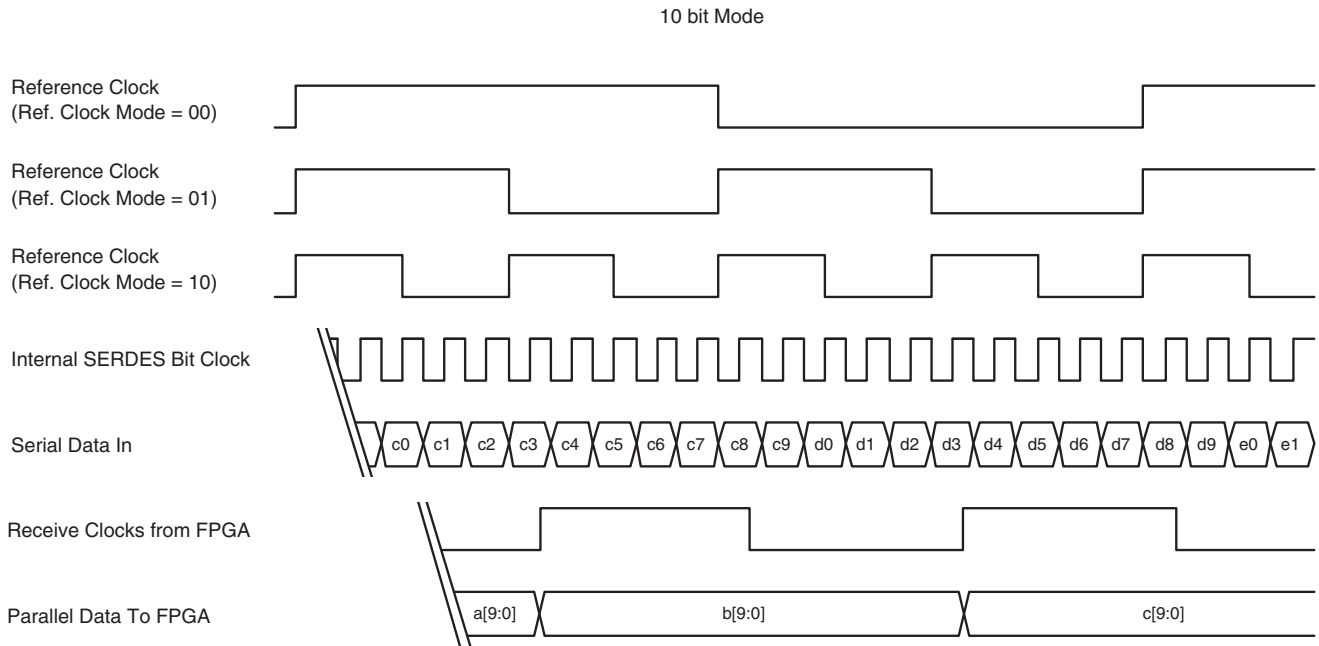 10 bit Mode
Reference Clock
(Ref. Clock Mode = 00)
Reference Clock
(Ref. Clock Mode = 01)
Reference Clock
(Ref. Clock Mode = 10)
Internal SERDES Bit Clock
Serial Data In
c0 c1 c2 c3 c4 c5 c6 c7 c8 c9 d0 d1 d2 d3 d4 d5 d6 d7 d8 d9 e0 e1
Receive Clocks from FPGA
Parallel Data To FPGA
a[9:0] b[9:0] c[9:0]